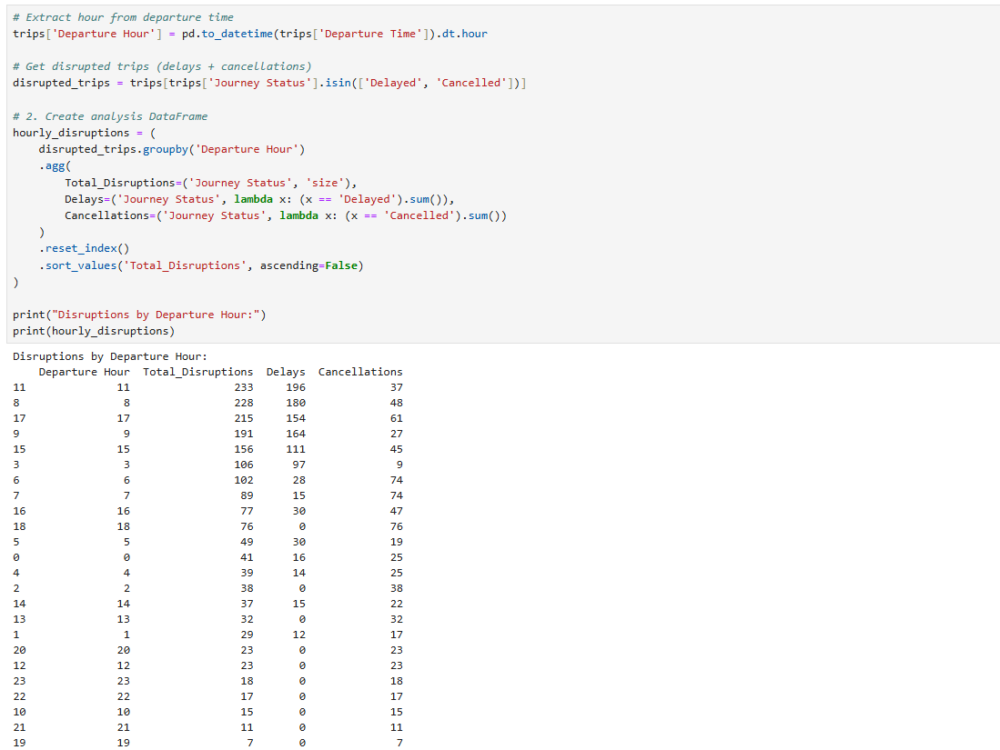 # Extract hour from departure time
trips['Departure Hour'] = pd.to_datetime(trips['Departure Time']).dt.hour

# Get disrupted trips (delays + cancellations)
disrupted_trips = trips[trips['Journey Status'].isin(['Delayed', 'Cancelled'])]

# 2. Create analysis DataFrame
hourly_disruptions = (
    disrupted_trips.groupby('Departure Hour')
    .agg(
        Total_Disruptions=('Journey Status', 'size'),
        Delays=('Journey Status', lambda x: (x == 'Delayed').sum()),
        Cancellations=('Journey Status', lambda x: (x == 'Cancelled').sum())
    )
    .reset_index()
    .sort_values('Total_Disruptions', ascending=False)
)

print("Disruptions by Departure Hour:")
print(hourly_disruptions)
Disruptions by Departure Hour:
    Departure Hour  Total_Disruptions  Delays  Cancellations
11              11                233     196             37
8                8                228     180             48
17              17                215     154             61
9                9                191     164             27
15              15                156     111             45
3                3                106      97              9
6                6                102      28             74
7                7                 89      15             74
16              16                 77      30             47
18              18                 76       0             76
5                5                 49      30             19
0                0                 41      16             25
4                4                 39      14             25
2                2                 38       0             38
14              14                 37      15             22
13              13                 32       0             32
1                1                 29      12             17
20              20                 23       0             23
12              12                 23       0             23
23              23                 18       0             18
22              22                 17       0             17
10              10                 15       0             15
21              21                 11       0             11
19              19                  7       0              7